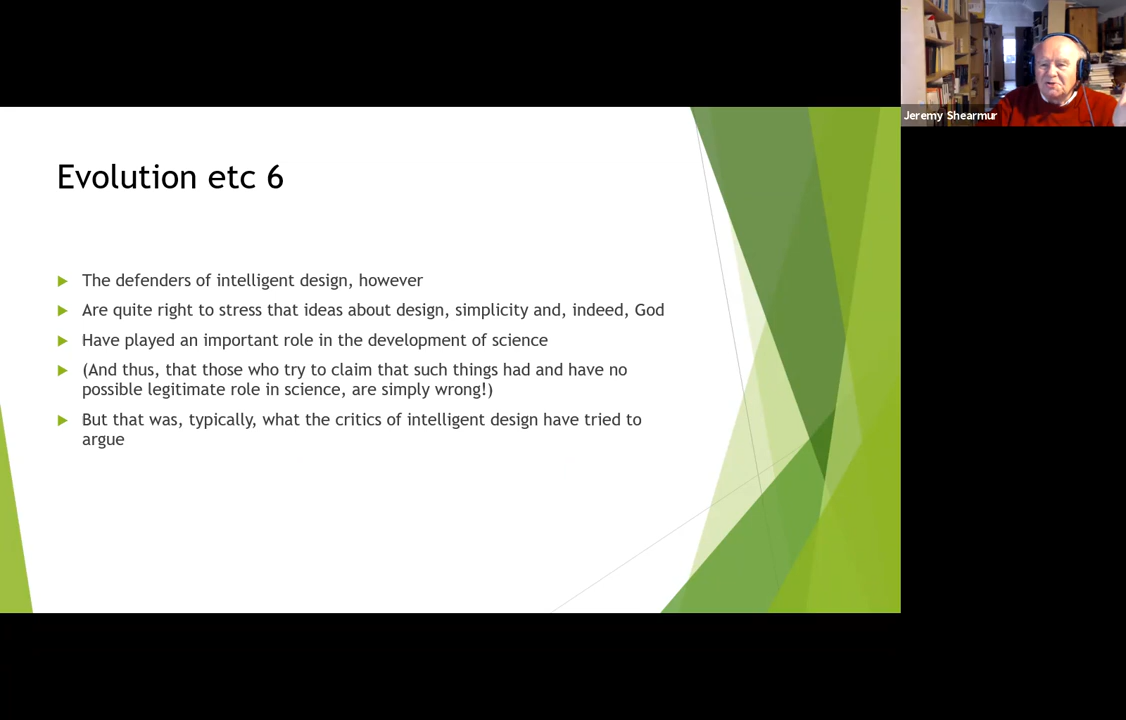 Jeremy Shearmur
Evolution etc 6
The defenders of intelligent design, however
Are quite right to stress that ideas about design, simplicity and, indeed, God
Have played an important role in the development of science
(And thus, that those who try to claim that such things had and have no
possible legitimate role in science, are simply wrong!)
But that was, typically, what the critics of intelligent design have tried to
argue